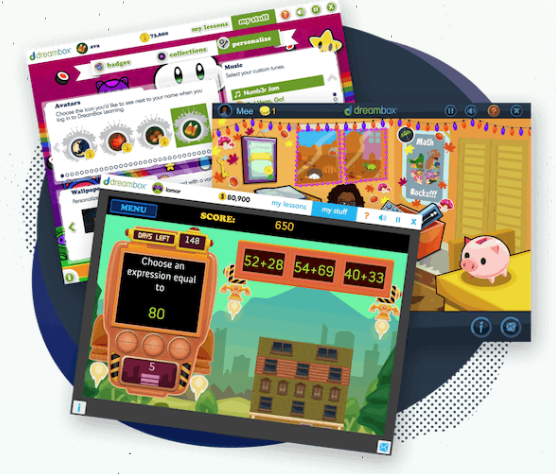 dreambox
ava
75,600
my lessons
my stuff
badges
collections
personalize
Avatars
Choose the icon you'd like to see next to your name when you
log in to DreamBox Learning.
Music
Select your custom tunes.
Numb3r Jam
Wallpaper
Mee
1
dreambox
Math
Rocks!!!
dreambox
lamar
80,900
my lessons
my stuff
MENU
SCORE:
650
DAYS LEFT
148
Choose an
expression equal
to
80
5
52+28
54+69
40+33